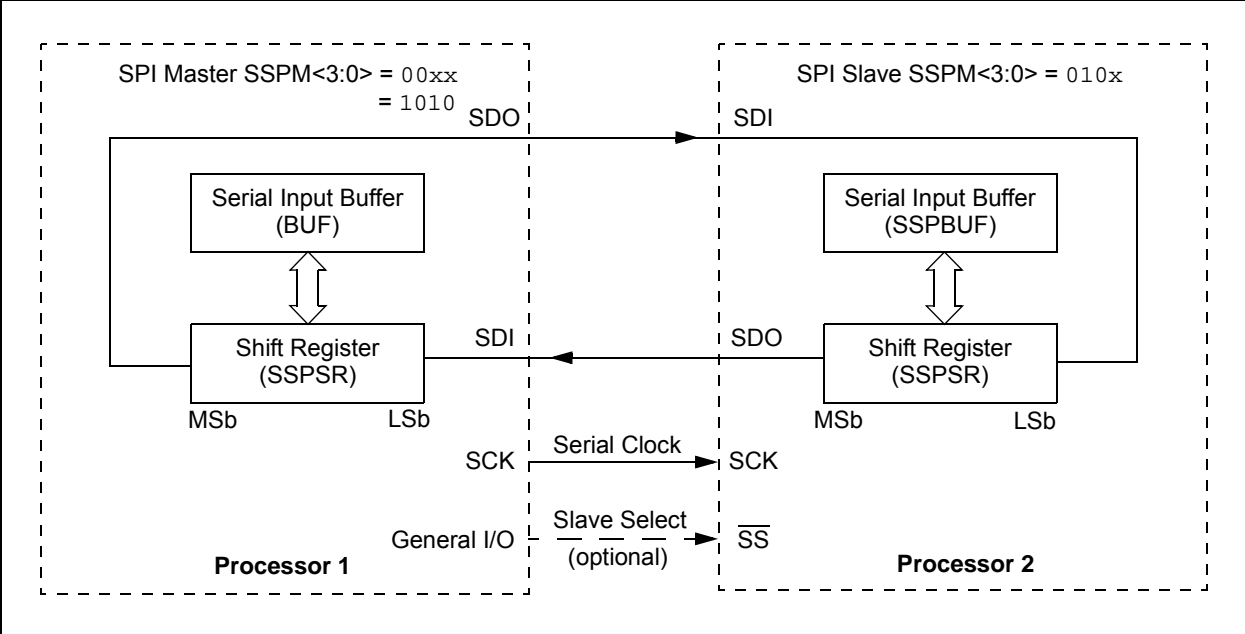 SPI Master SSPM<3:0> = 00xx
= 1010
SPI Slave SSPM<3:0> = 010x
SDO
SDI
Serial Input Buffer
(BUF)
Serial Input Buffer
(SSPBUF)
SDI
SDO
Shift Register
(SSPSR)
Shift Register
(SSPSR)
MSb
LSb
MSb
LSb
SCK
Serial Clock
SCK
General I/O
Slave Select
(optional)
S̅S̅
Processor 1
Processor 2